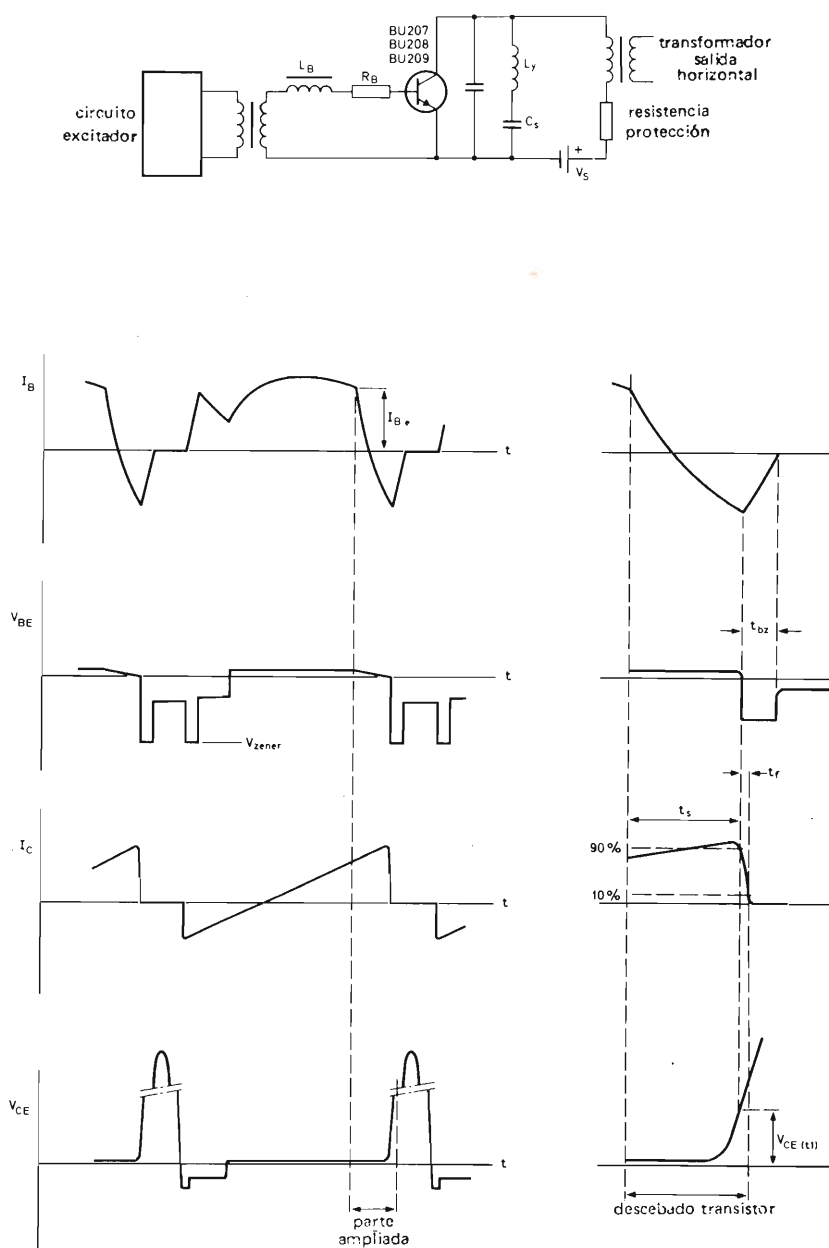 BU207
BU208
BU209
L_B
R_B
L_y
C_s
transformador
salida
horizontal
circuito
excitador
resistencia
protección
+
V_S
I_B
I_Be
t
V_BE
t
V_zener
t_bz
t_f
I_C
t
t_s
90%
10%
V_CE
t
V_CE (t1)
parte
ampliada
descebado transistor